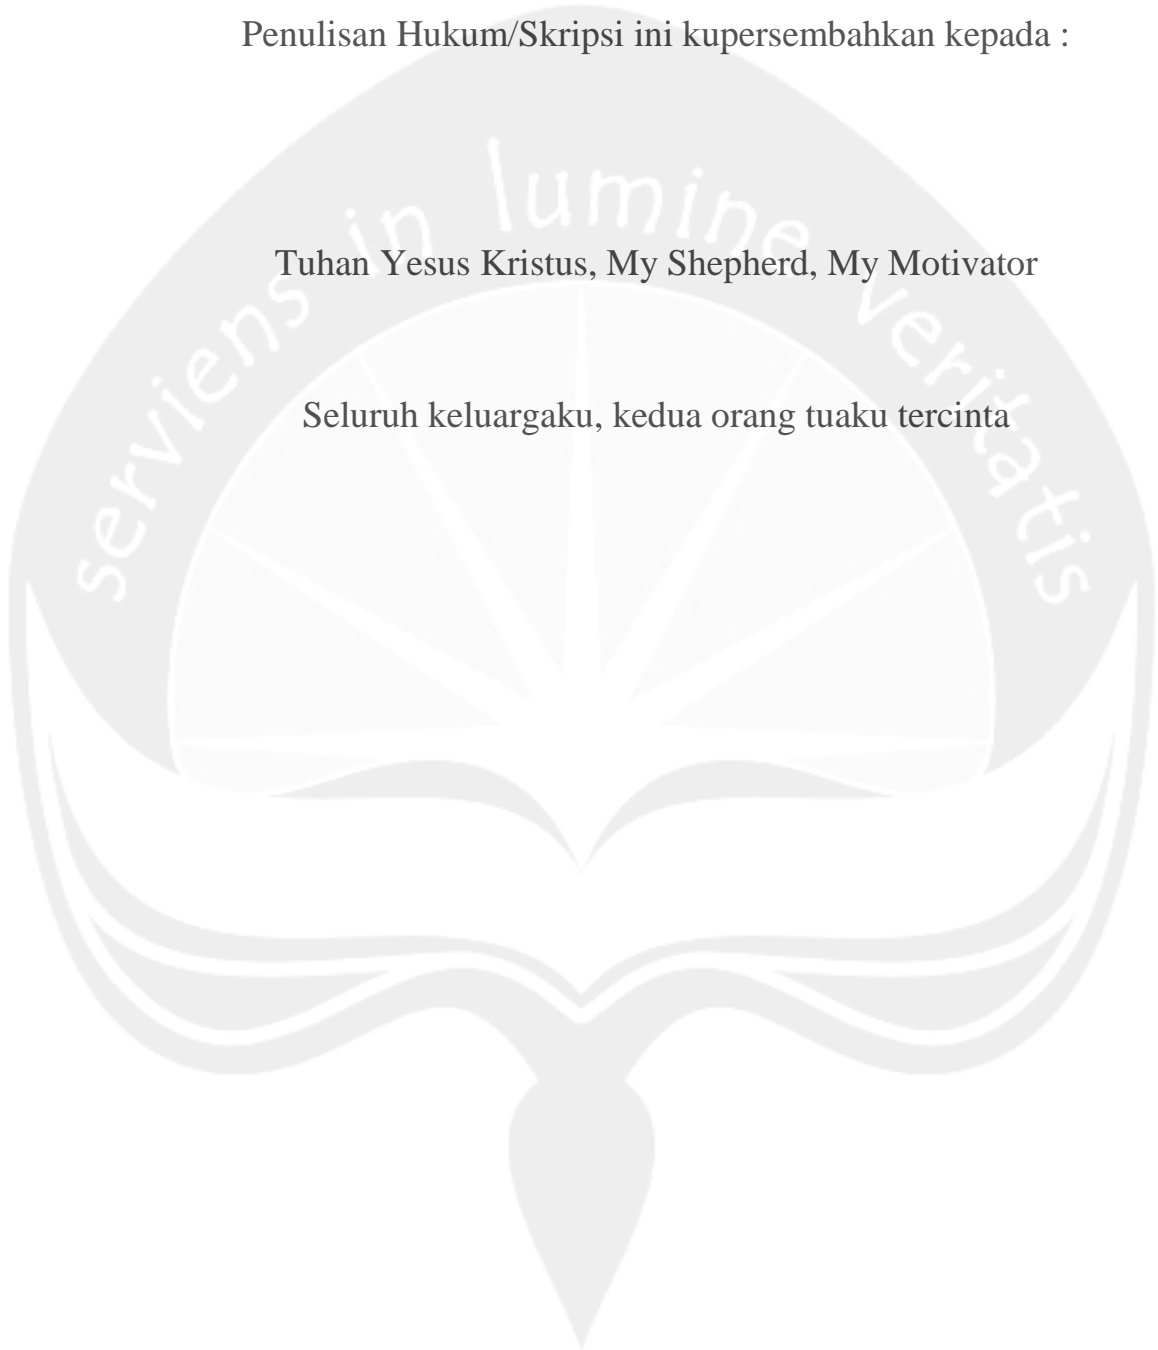 Penulisan Hukum/Skripsi ini kupersembahkan kepada :
serviens in lumine veritatis
Tuhan Yesus Kristus, My Shepherd, My Motivator
Seluruh keluargaku, kedua orang tuaku tercinta